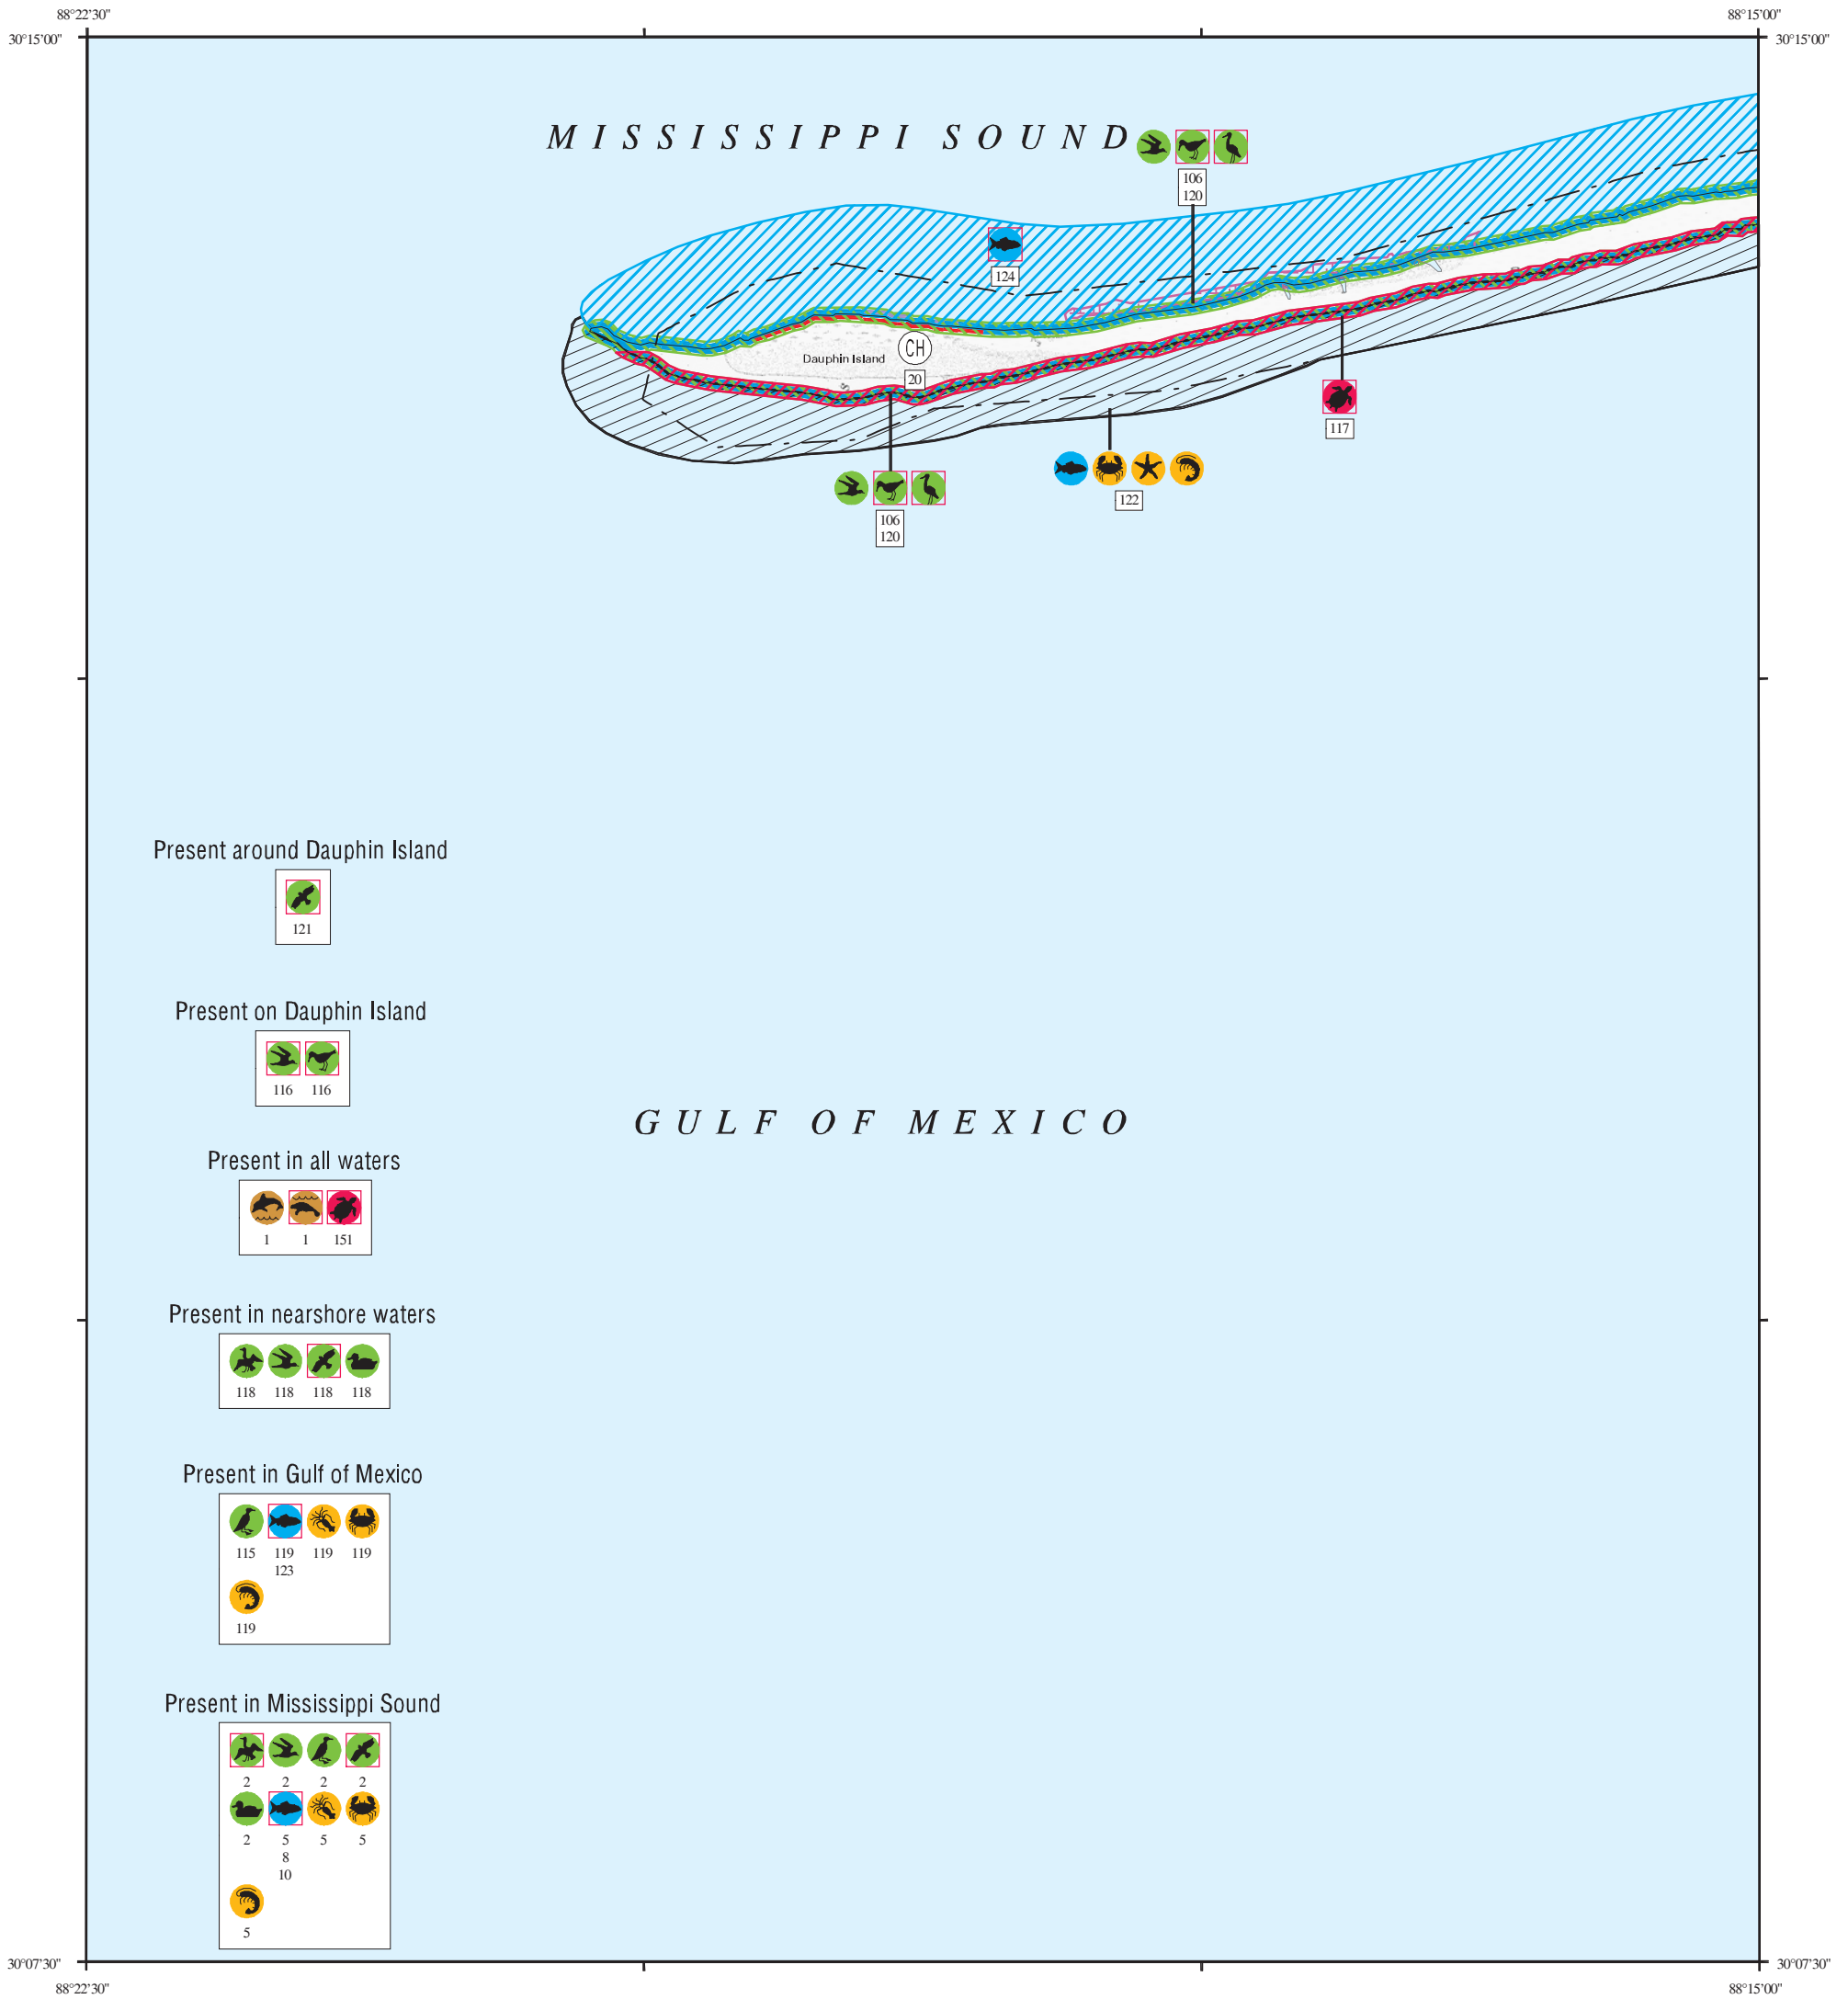 88°22'30"
88°15'00"
30°15'00"
30°15'00"
MISSISSIPPI SOUND
106
120
124
Dauphin Island
CH
20
117
122
106
120
Present around Dauphin Island
121
Present on Dauphin Island
116 116
GULF OF MEXICO
Present in all waters
1 1 151
Present in nearshore waters
118 118 118 118
Present in Gulf of Mexico
115 119 119 119
123
119
Present in Mississippi Sound
2 2 2 2
2 5 5 5
8
10
5
30°07'30"
30°07'30"
88°22'30"
88°15'00"